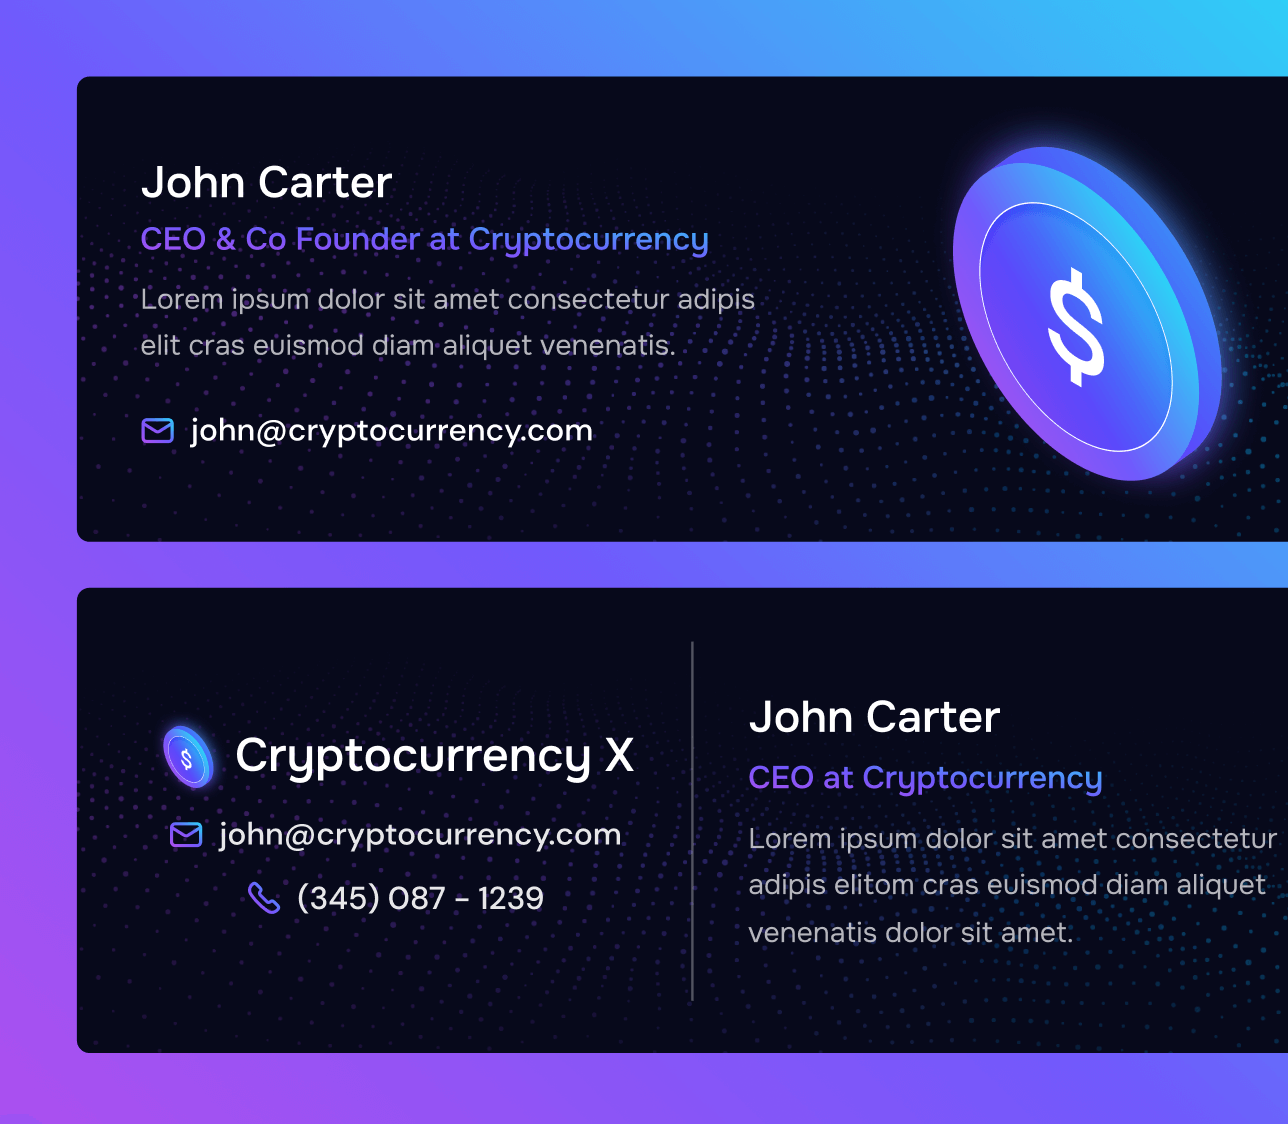 John Carter
CEO & Co Founder at Cryptocurrency
Lorem ipsum dolor sit amet consectetur adipis
elit cras euismod diam aliquet venenatis.
john@cryptocurrency.com
$
$ Cryptocurrency X
john@cryptocurrency.com
(345) 087 – 1239
John Carter
CEO at Cryptocurrency
Lorem ipsum dolor sit amet consectetur
adipis elitom cras euismod diam aliquet
venenatis dolor sit amet.